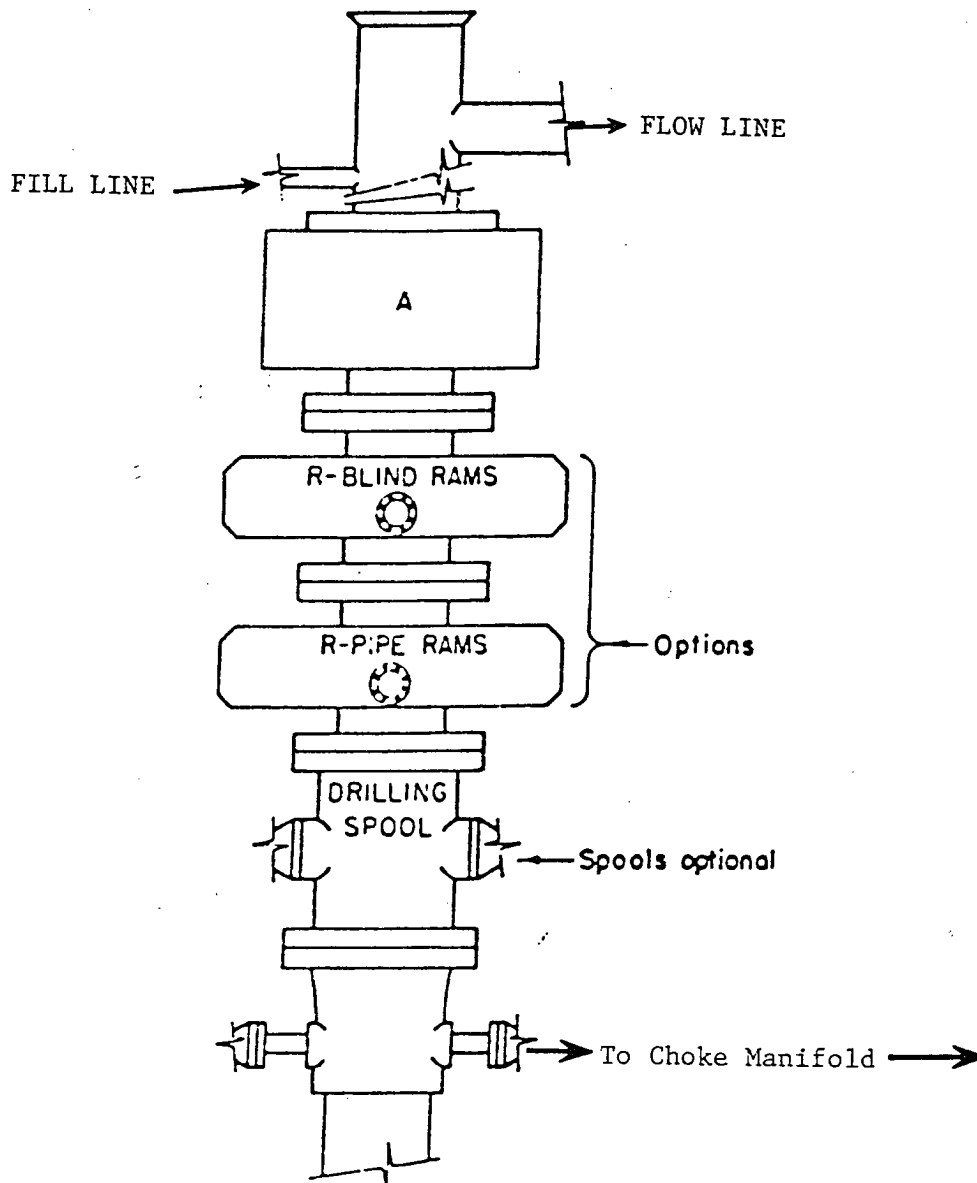 FLOW LINE
FILL LINE
A
R-BLIND RAMS
R-PIPE RAMS
Options
DRILLING
SPOOL
Spools optional
To Choke Manifold